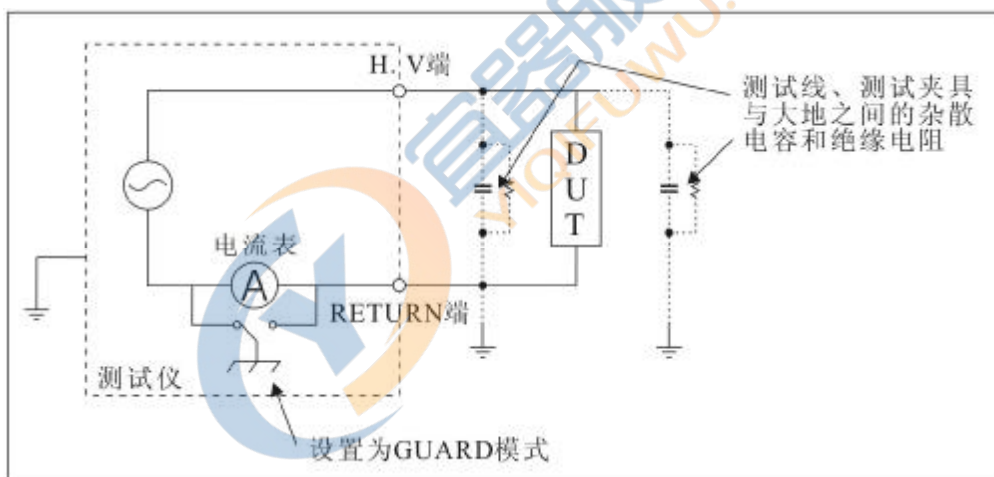 H. V端
测试线、测试夹具
与大地之间的杂散
电容和绝缘电阻
D
U
T
电流表
A
RETURN端
测试仪
设置为GUARD模式
YIQIFUWU.